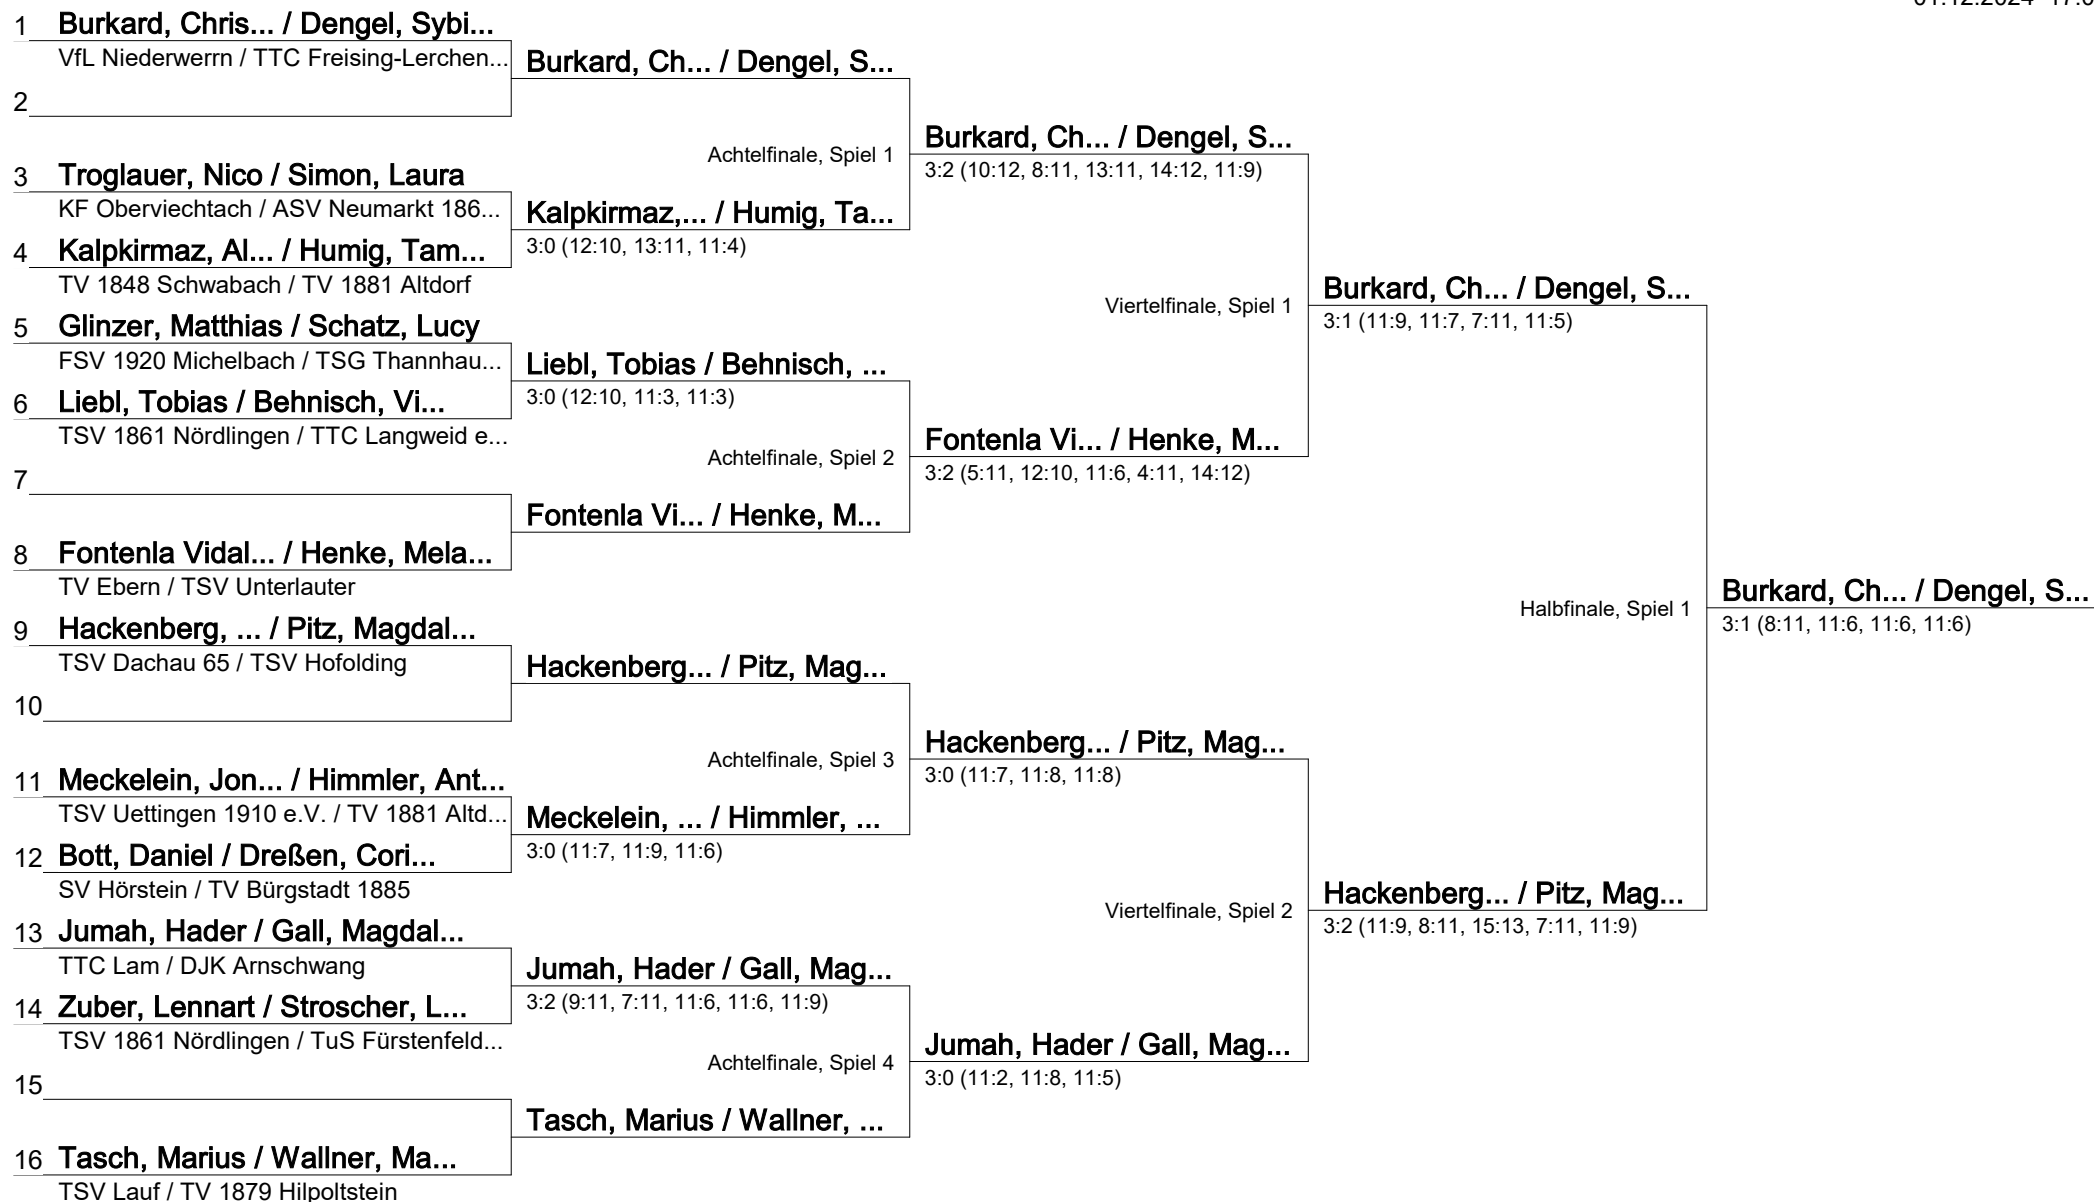 1 Burkard, Chris... / Dengel, Sybi...
VfL Niederwerrn / TTC Freising-Lerchen...
2
3 Troglauer, Nico / Simon, Laura
KF Oberviechtach / ASV Neumarkt 186...
4 Kalpkirmaz, Al... / Humig, Tam...
TV 1848 Schwabach / TV 1881 Altdorf
5 Glinzer, Matthias / Schatz, Lucy
FSV 1920 Michelbach / TSG Thannhau...
6 Liebl, Tobias / Behnisch, Vi...
TSV 1861 Nördlingen / TTC Langweid e...
7
8 Fontenla Vidal... / Henke, Mela...
TV Ebern / TSV Unterlauter
9 Hackenberg, ... / Pitz, Magdal...
TSV Dachau 65 / TSV Hofolding
10
11 Meckelein, Jon... / Himmler, Ant...
TSV Uettingen 1910 e.V. / TV 1881 Altd...
12 Bott, Daniel / Dreßen, Cori...
SV Hörstein / TV Bürgstadt 1885
13 Jumah, Hader / Gall, Magdal...
TTC Lam / DJK Arnschwang
14 Zuber, Lennart / Stroscher, L...
TSV 1861 Nördlingen / TuS Fürstenfeld...
15
16 Tasch, Marius / Wallner, Ma...
TSV Lauf / TV 1879 Hilpoltstein
Burkard, Ch... / Dengel, S...
Achtelfinale, Spiel 1
Kalpkirmaz,... / Humig, Ta...
3:0 (12:10, 13:11, 11:4)
Liebl, Tobias / Behnisch, ...
3:0 (12:10, 11:3, 11:3)
Achtelfinale, Spiel 2
Fontenla Vi... / Henke, M...
Hackenberg... / Pitz, Mag...
Achtelfinale, Spiel 3
Meckelein, ... / Himmler, ...
3:0 (11:7, 11:9, 11:6)
Jumah, Hader / Gall, Mag...
3:2 (9:11, 7:11, 11:6, 11:6, 11:9)
Achtelfinale, Spiel 4
Tasch, Marius / Wallner, ...
Burkard, Ch... / Dengel, S...
3:2 (10:12, 8:11, 13:11, 14:12, 11:9)
Viertelfinale, Spiel 1
Fontenla Vi... / Henke, M...
3:2 (5:11, 12:10, 11:6, 4:11, 14:12)
Hackenberg... / Pitz, Mag...
3:0 (11:7, 11:8, 11:8)
Viertelfinale, Spiel 2
Jumah, Hader / Gall, Mag...
3:0 (11:2, 11:8, 11:5)
Burkard, Ch... / Dengel, S...
3:1 (11:9, 11:7, 7:11, 11:5)
Halbfinale, Spiel 1
Hackenberg... / Pitz, Mag...
3:2 (11:9, 8:11, 15:13, 7:11, 11:9)
Burkard, Ch... / Dengel, S...
3:1 (8:11, 11:6, 11:6, 11:6)